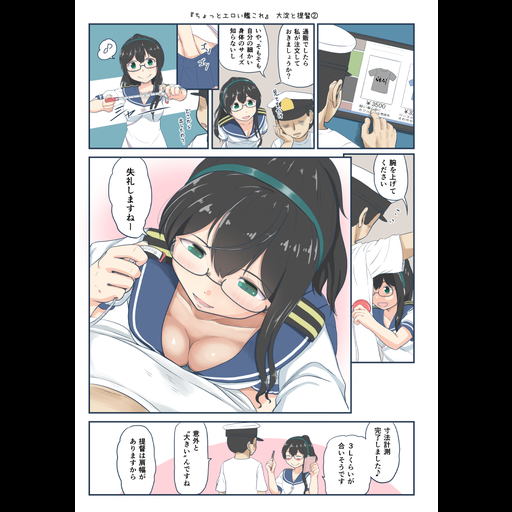 『ちょっとエロい艦これ』 大淀と提督②
通販でしたら
私が注文して
おきましょうか?
いや、そもそも
自分の細かい
身体のサイズ
知らないし
¥3500
腕を上げて
ください
失礼しますねー
寸法計測
完了しました♪
3Lくらいが
合いそうです
意外と
"大きい"んですね
提督は肩幅が
ありますから